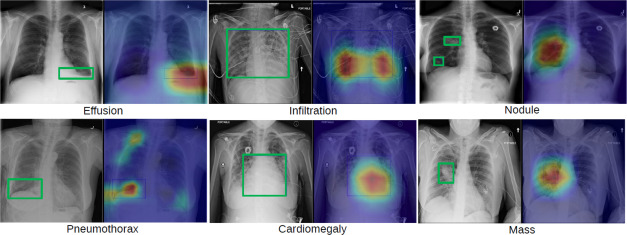 Effusion
Infiltration
Nodule
Pneumothorax
Cardiomegaly
Mass